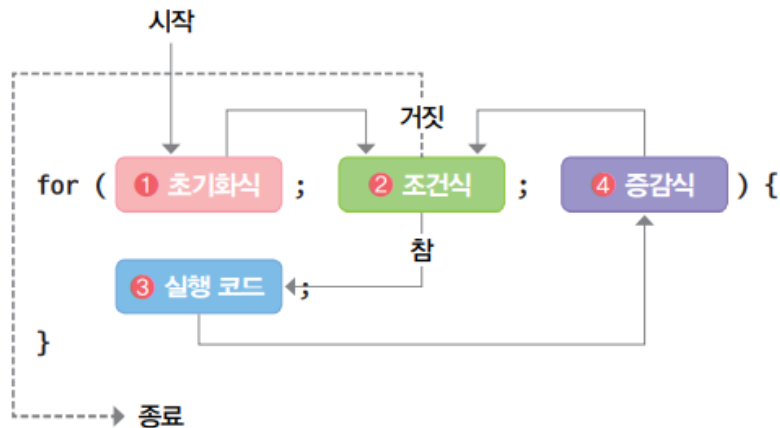 시작
거짓
for ( ❶ 초기화식 ; ❷ 조건식 ; ❹ 증감식 ) {
참
❸ 실행 코드 ;
}
종료